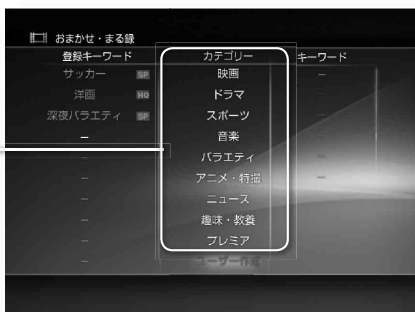 おまかせ・まる録
登録キーワード カテゴリー キーワード
サッカー SP 映画 –
洋画 HQ ドラマ –
深夜バラエティ SP スポーツ –
– 音楽
– バラエティ –
– アニメ・特撮 –
– ニュース –
– 趣味・教養 –
– プレミア –
– ユーザー作成